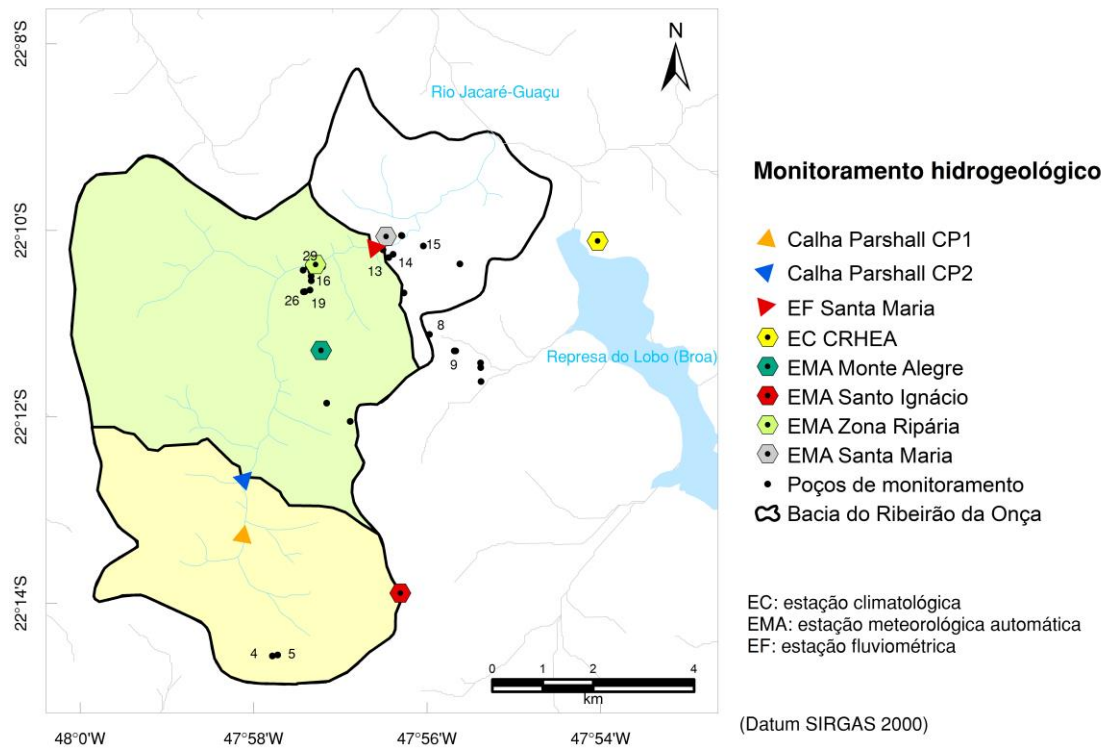 22°8'S
N
Rio Jacaré-Guaçu
Monitoramento hidrogeológico
22°10'S
Calha Parshall CP1
15
29
13
14
Calha Parshall CP2
16
26
19
EF Santa Maria
8
EC CRHEA
9
Represa do Lobo (Broa)
EMA Monte Alegre
EMA Santo Ignácio
22°12'S
EMA Zona Ripária
EMA Santa Maria
Poços de monitoramento
Bacia do Ribeirão da Onça
22°14'S
EC: estação climatológica
EMA: estação meteorológica automática
EF: estação fluviométrica
4
5
0 1 2 4
km
(Datum SIRGAS 2000)
48°0'W 47°58'W 47°56'W 47°54'W